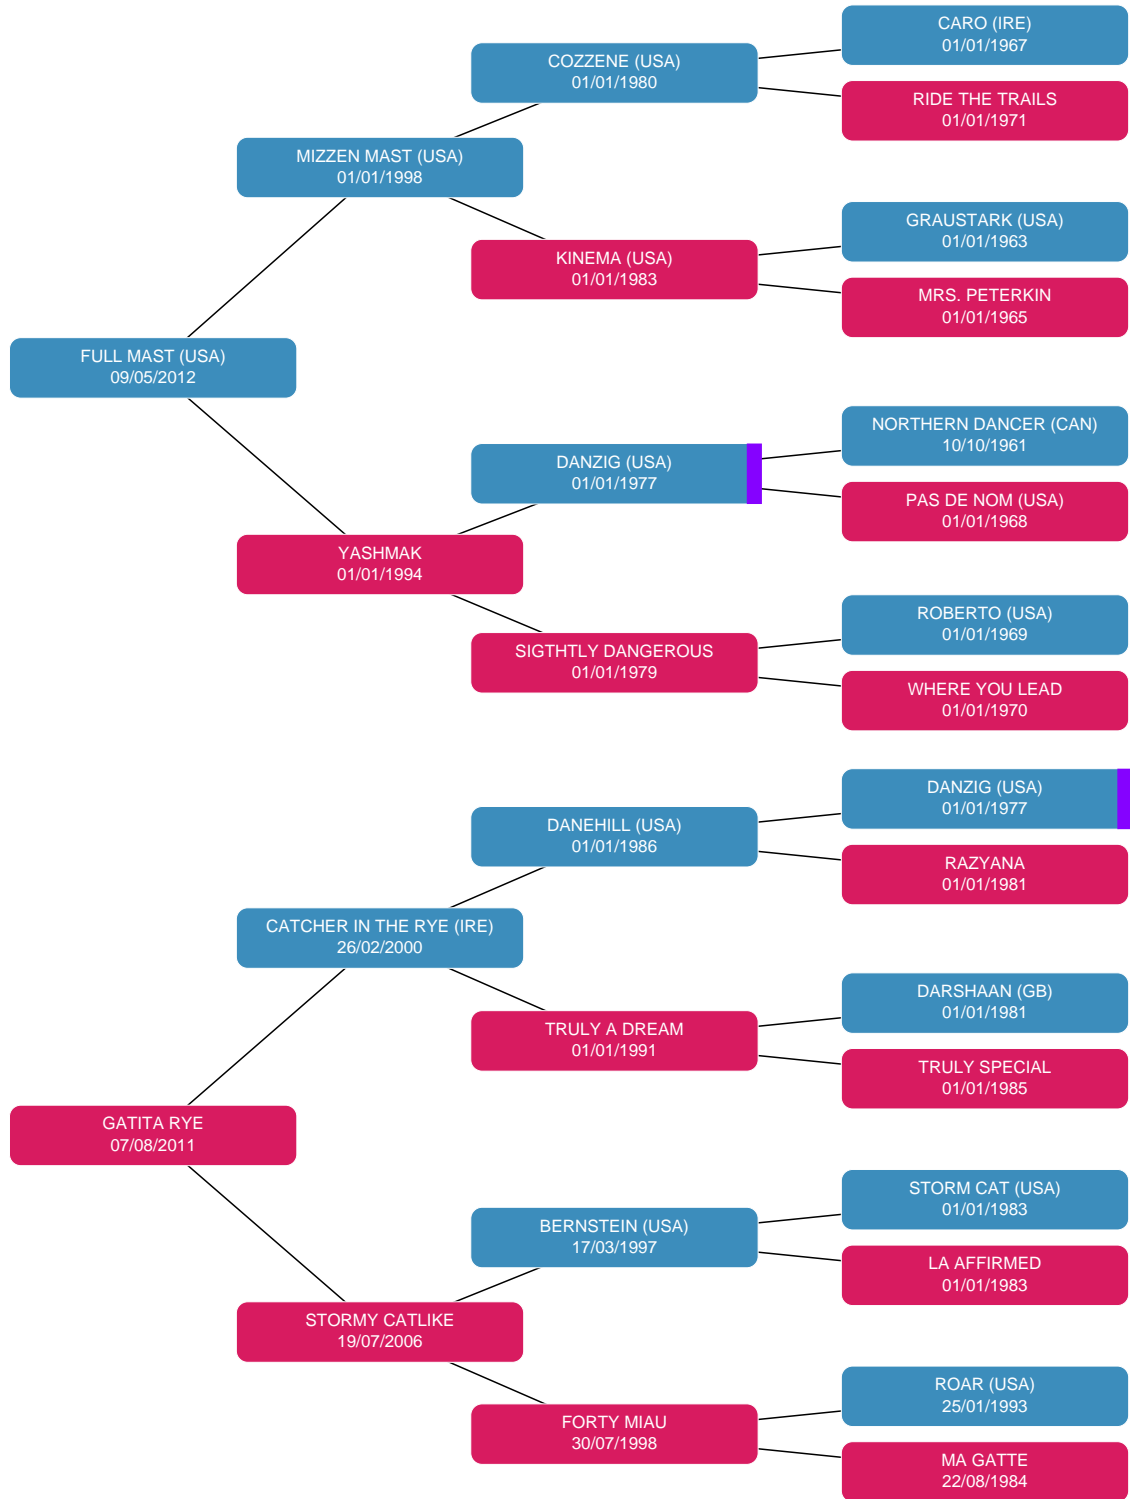 CARO (IRE)
01/01/1967
COZZENE (USA)
01/01/1980
RIDE THE TRAILS
01/01/1971
MIZZEN MAST (USA)
01/01/1998
GRAUSTARK (USA)
01/01/1963
KINEMA (USA)
01/01/1983
MRS. PETERKIN
01/01/1965
FULL MAST (USA)
09/05/2012
NORTHERN DANCER (CAN)
10/10/1961
DANZIG (USA)
01/01/1977
PAS DE NOM (USA)
01/01/1968
YASHMAK
01/01/1994
ROBERTO (USA)
01/01/1969
SIGTHTLY DANGEROUS
01/01/1979
WHERE YOU LEAD
01/01/1970
DANZIG (USA)
01/01/1977
DANEHILL (USA)
01/01/1986
RAZYANA
01/01/1981
CATCHER IN THE RYE (IRE)
26/02/2000
DARSHAAN (GB)
01/01/1981
TRULY A DREAM
01/01/1991
TRULY SPECIAL
01/01/1985
GATITA RYE
07/08/2011
STORM CAT (USA)
01/01/1983
BERNSTEIN (USA)
17/03/1997
LA AFFIRMED
01/01/1983
STORMY CATLIKE
19/07/2006
ROAR (USA)
25/01/1993
FORTY MIAU
30/07/1998
MA GATTE
22/08/1984